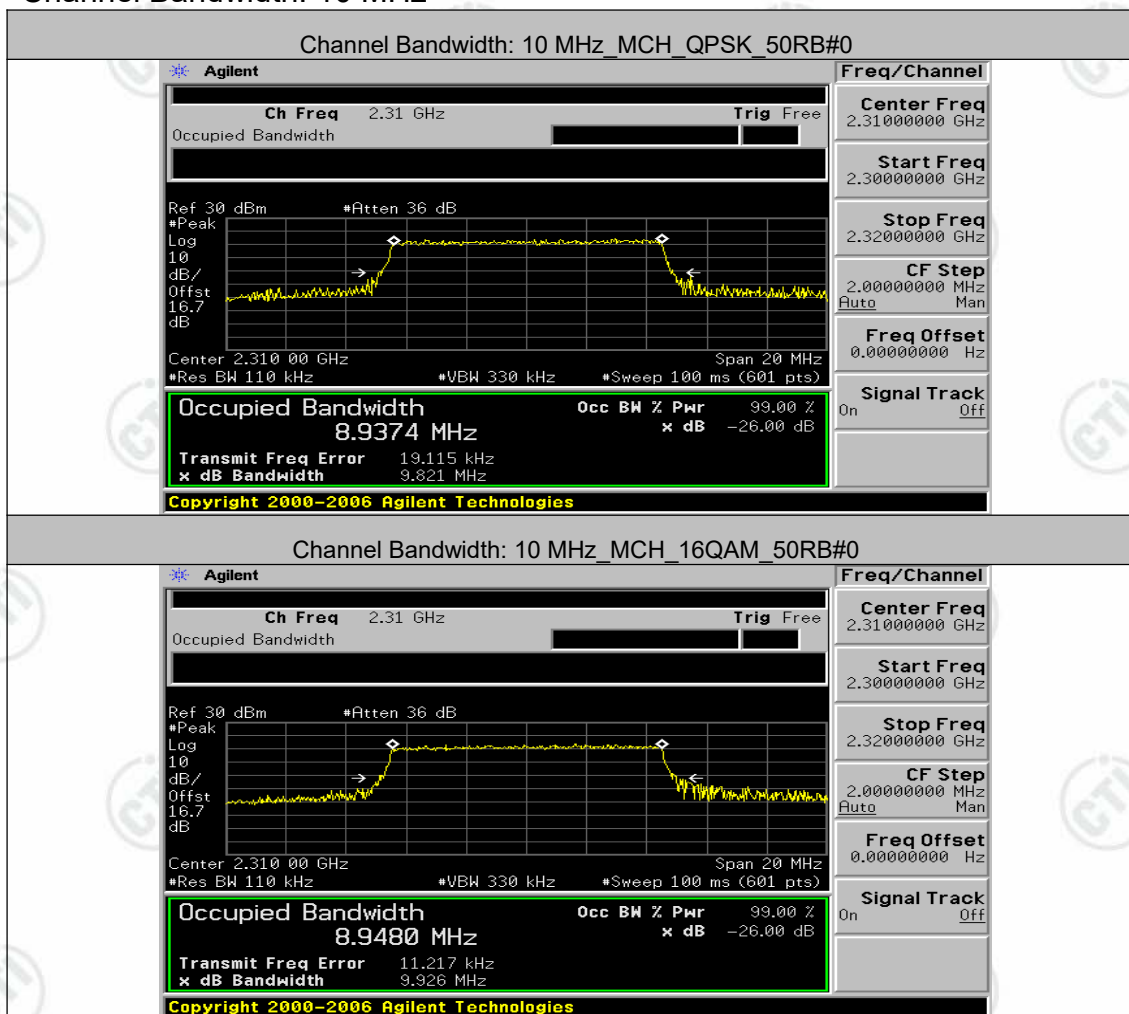 Channel Bandwidth: 10 MHz
Channel Bandwidth: 10 MHz_MCH_QPSK_50RB#0
Agilent
Freq/Channel
Ch Freq 2.31 GHz Trig Free
Occupied Bandwidth
Center Freq
2.31000000 GHz
Start Freq
2.30000000 GHz
Stop Freq
2.32000000 GHz
CF Step
2.00000000 MHz
Auto Man
Freq Offset
0.00000000 Hz
Signal Track
On Off
Ref 30 dBm #Atten 36 dB
#Peak
Log
10
dB/
Offst
16.7
dB
Center 2.310 00 GHz Span 20 MHz
#Res BW 110 kHz #VBW 330 kHz #Sweep 100 ms (601 pts)
Occupied Bandwidth Occ BW % Pwr 99.00 %
8.9374 MHz x dB -26.00 dB
Transmit Freq Error 19.115 kHz
x dB Bandwidth 9.821 MHz
Copyright 2000-2006 Agilent Technologies
Channel Bandwidth: 10 MHz_MCH_16QAM_50RB#0
Agilent
Freq/Channel
Ch Freq 2.31 GHz Trig Free
Occupied Bandwidth
Center Freq
2.31000000 GHz
Start Freq
2.30000000 GHz
Stop Freq
2.32000000 GHz
CF Step
2.00000000 MHz
Auto Man
Freq Offset
0.00000000 Hz
Signal Track
On Off
Ref 30 dBm #Atten 36 dB
#Peak
Log
10
dB/
Offst
16.7
dB
Center 2.310 00 GHz Span 20 MHz
#Res BW 110 kHz #VBW 330 kHz #Sweep 100 ms (601 pts)
Occupied Bandwidth Occ BW % Pwr 99.00 %
8.9480 MHz x dB -26.00 dB
Transmit Freq Error 11.217 kHz
x dB Bandwidth 9.926 MHz
Copyright 2000-2006 Agilent Technologies
CTI
CTI
CTI